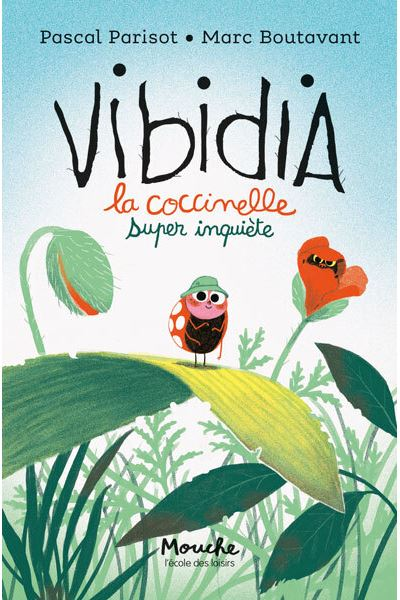 Pascal Parisot • Marc Boutavant
VibidiA
la coccinelle
super inquiète
Mouche
l'école des loisirs